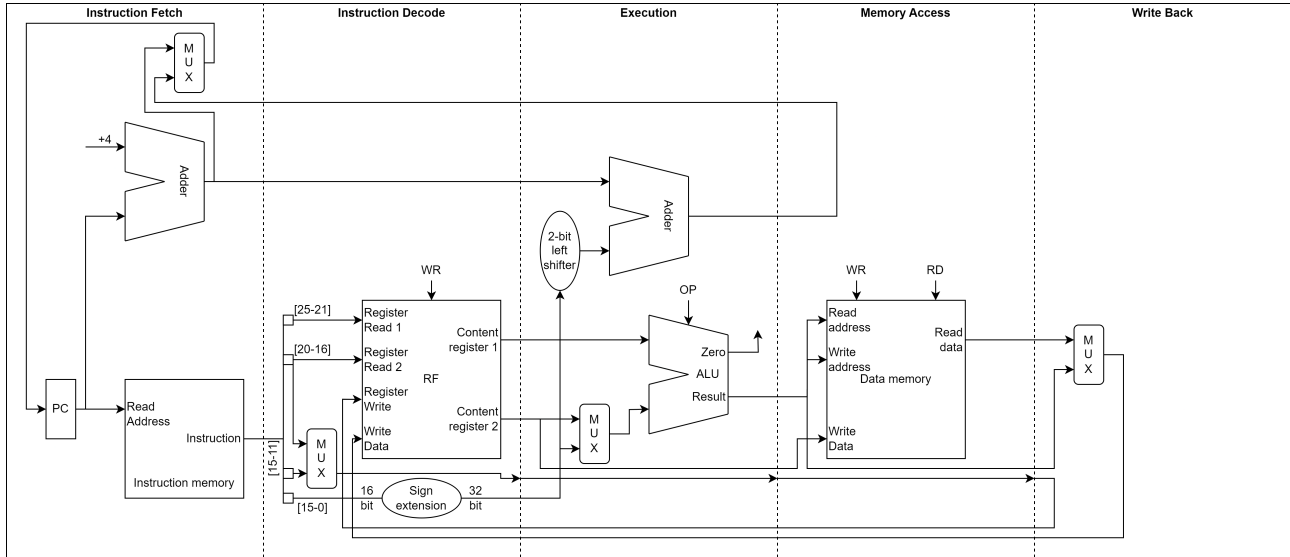 Instruction Fetch
Instruction Decode
Execution
Memory Access
Write Back
M
U
X
+4
Adder
Adder
2-bit
left
shifter
WR
OP
WR
RD
[25-21]
[20-16]
[15-11]
[15-0]
PC
Read
Address
Instruction
Instruction memory
M
U
X
Register
Read 1
Register
Read 2
Register
Write
Write
Data
RF
Content
register 1
Content
register 2
16
bit
Sign
extension
32
bit
M
U
X
Zero
ALU
Result
Read
address
Write
address
Write
Data
Data memory
Read
data
M
U
X